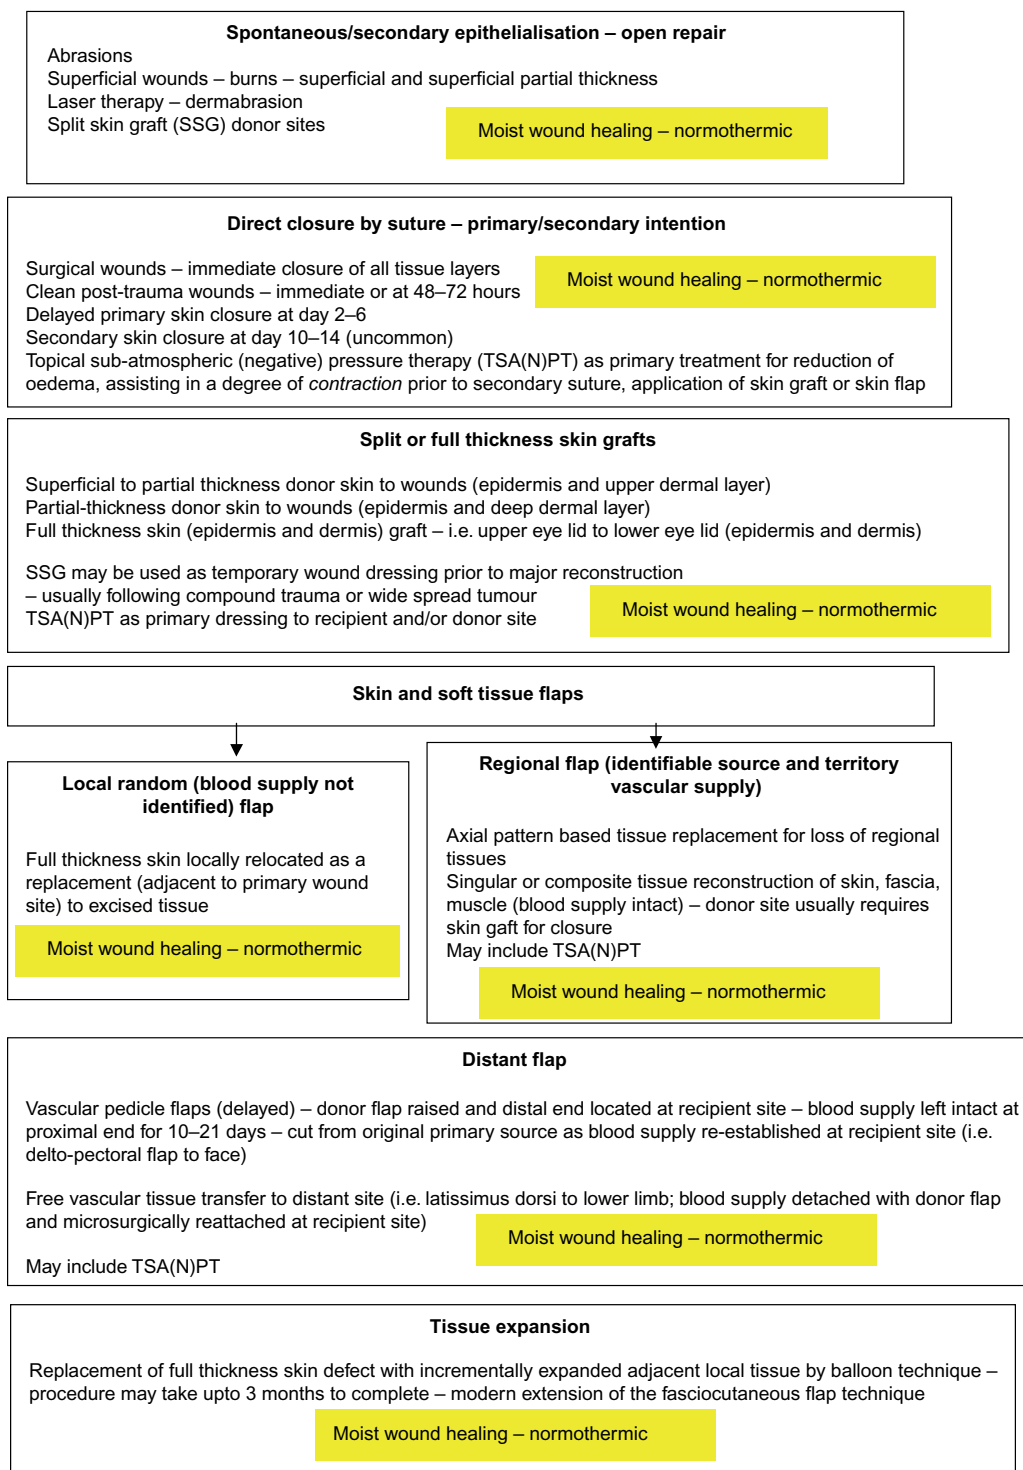 Spontaneous/secondary epithelialisation – open repair
Abrasions
Superficial wounds – burns – superficial and superficial partial thickness
Laser therapy – dermabrasion
Split skin graft (SSG) donor sites
Moist wound healing – normothermic
Direct closure by suture – primary/secondary intention
Surgical wounds – immediate closure of all tissue layers
Clean post-trauma wounds – immediate or at 48–72 hours
Moist wound healing – normothermic
Delayed primary skin closure at day 2–6
Secondary skin closure at day 10–14 (uncommon)
Topical sub-atmospheric (negative) pressure therapy (TSA(N)PT) as primary treatment for reduction of
oedema, assisting in a degree of contraction prior to secondary suture, application of skin graft or skin flap
Split or full thickness skin grafts
Superficial to partial thickness donor skin to wounds (epidermis and upper dermal layer)
Partial-thickness donor skin to wounds (epidermis and deep dermal layer)
Full thickness skin (epidermis and dermis) graft – i.e. upper eye lid to lower eye lid (epidermis and dermis)
SSG may be used as temporary wound dressing prior to major reconstruction
– usually following compound trauma or wide spread tumour
TSA(N)PT as primary dressing to recipient and/or donor site
Moist wound healing – normothermic
Skin and soft tissue flaps
Local random (blood supply not
identified) flap
Full thickness skin locally relocated as a
replacement (adjacent to primary wound
site) to excised tissue
Moist wound healing – normothermic
Regional flap (identifiable source and territory
vascular supply)
Axial pattern based tissue replacement for loss of regional
tissues
Singular or composite tissue reconstruction of skin, fascia,
muscle (blood supply intact) – donor site usually requires
skin gaft for closure
May include TSA(N)PT
Moist wound healing – normothermic
Distant flap
Vascular pedicle flaps (delayed) – donor flap raised and distal end located at recipient site – blood supply left intact at
proximal end for 10–21 days – cut from original primary source as blood supply re-established at recipient site (i.e.
delto-pectoral flap to face)
Free vascular tissue transfer to distant site (i.e. latissimus dorsi to lower limb; blood supply detached with donor flap
and microsurgically reattached at recipient site)
Moist wound healing – normothermic
May include TSA(N)PT
Tissue expansion
Replacement of full thickness skin defect with incrementally expanded adjacent local tissue by balloon technique –
procedure may take upto 3 months to complete – modern extension of the fasciocutaneous flap technique
Moist wound healing – normothermic